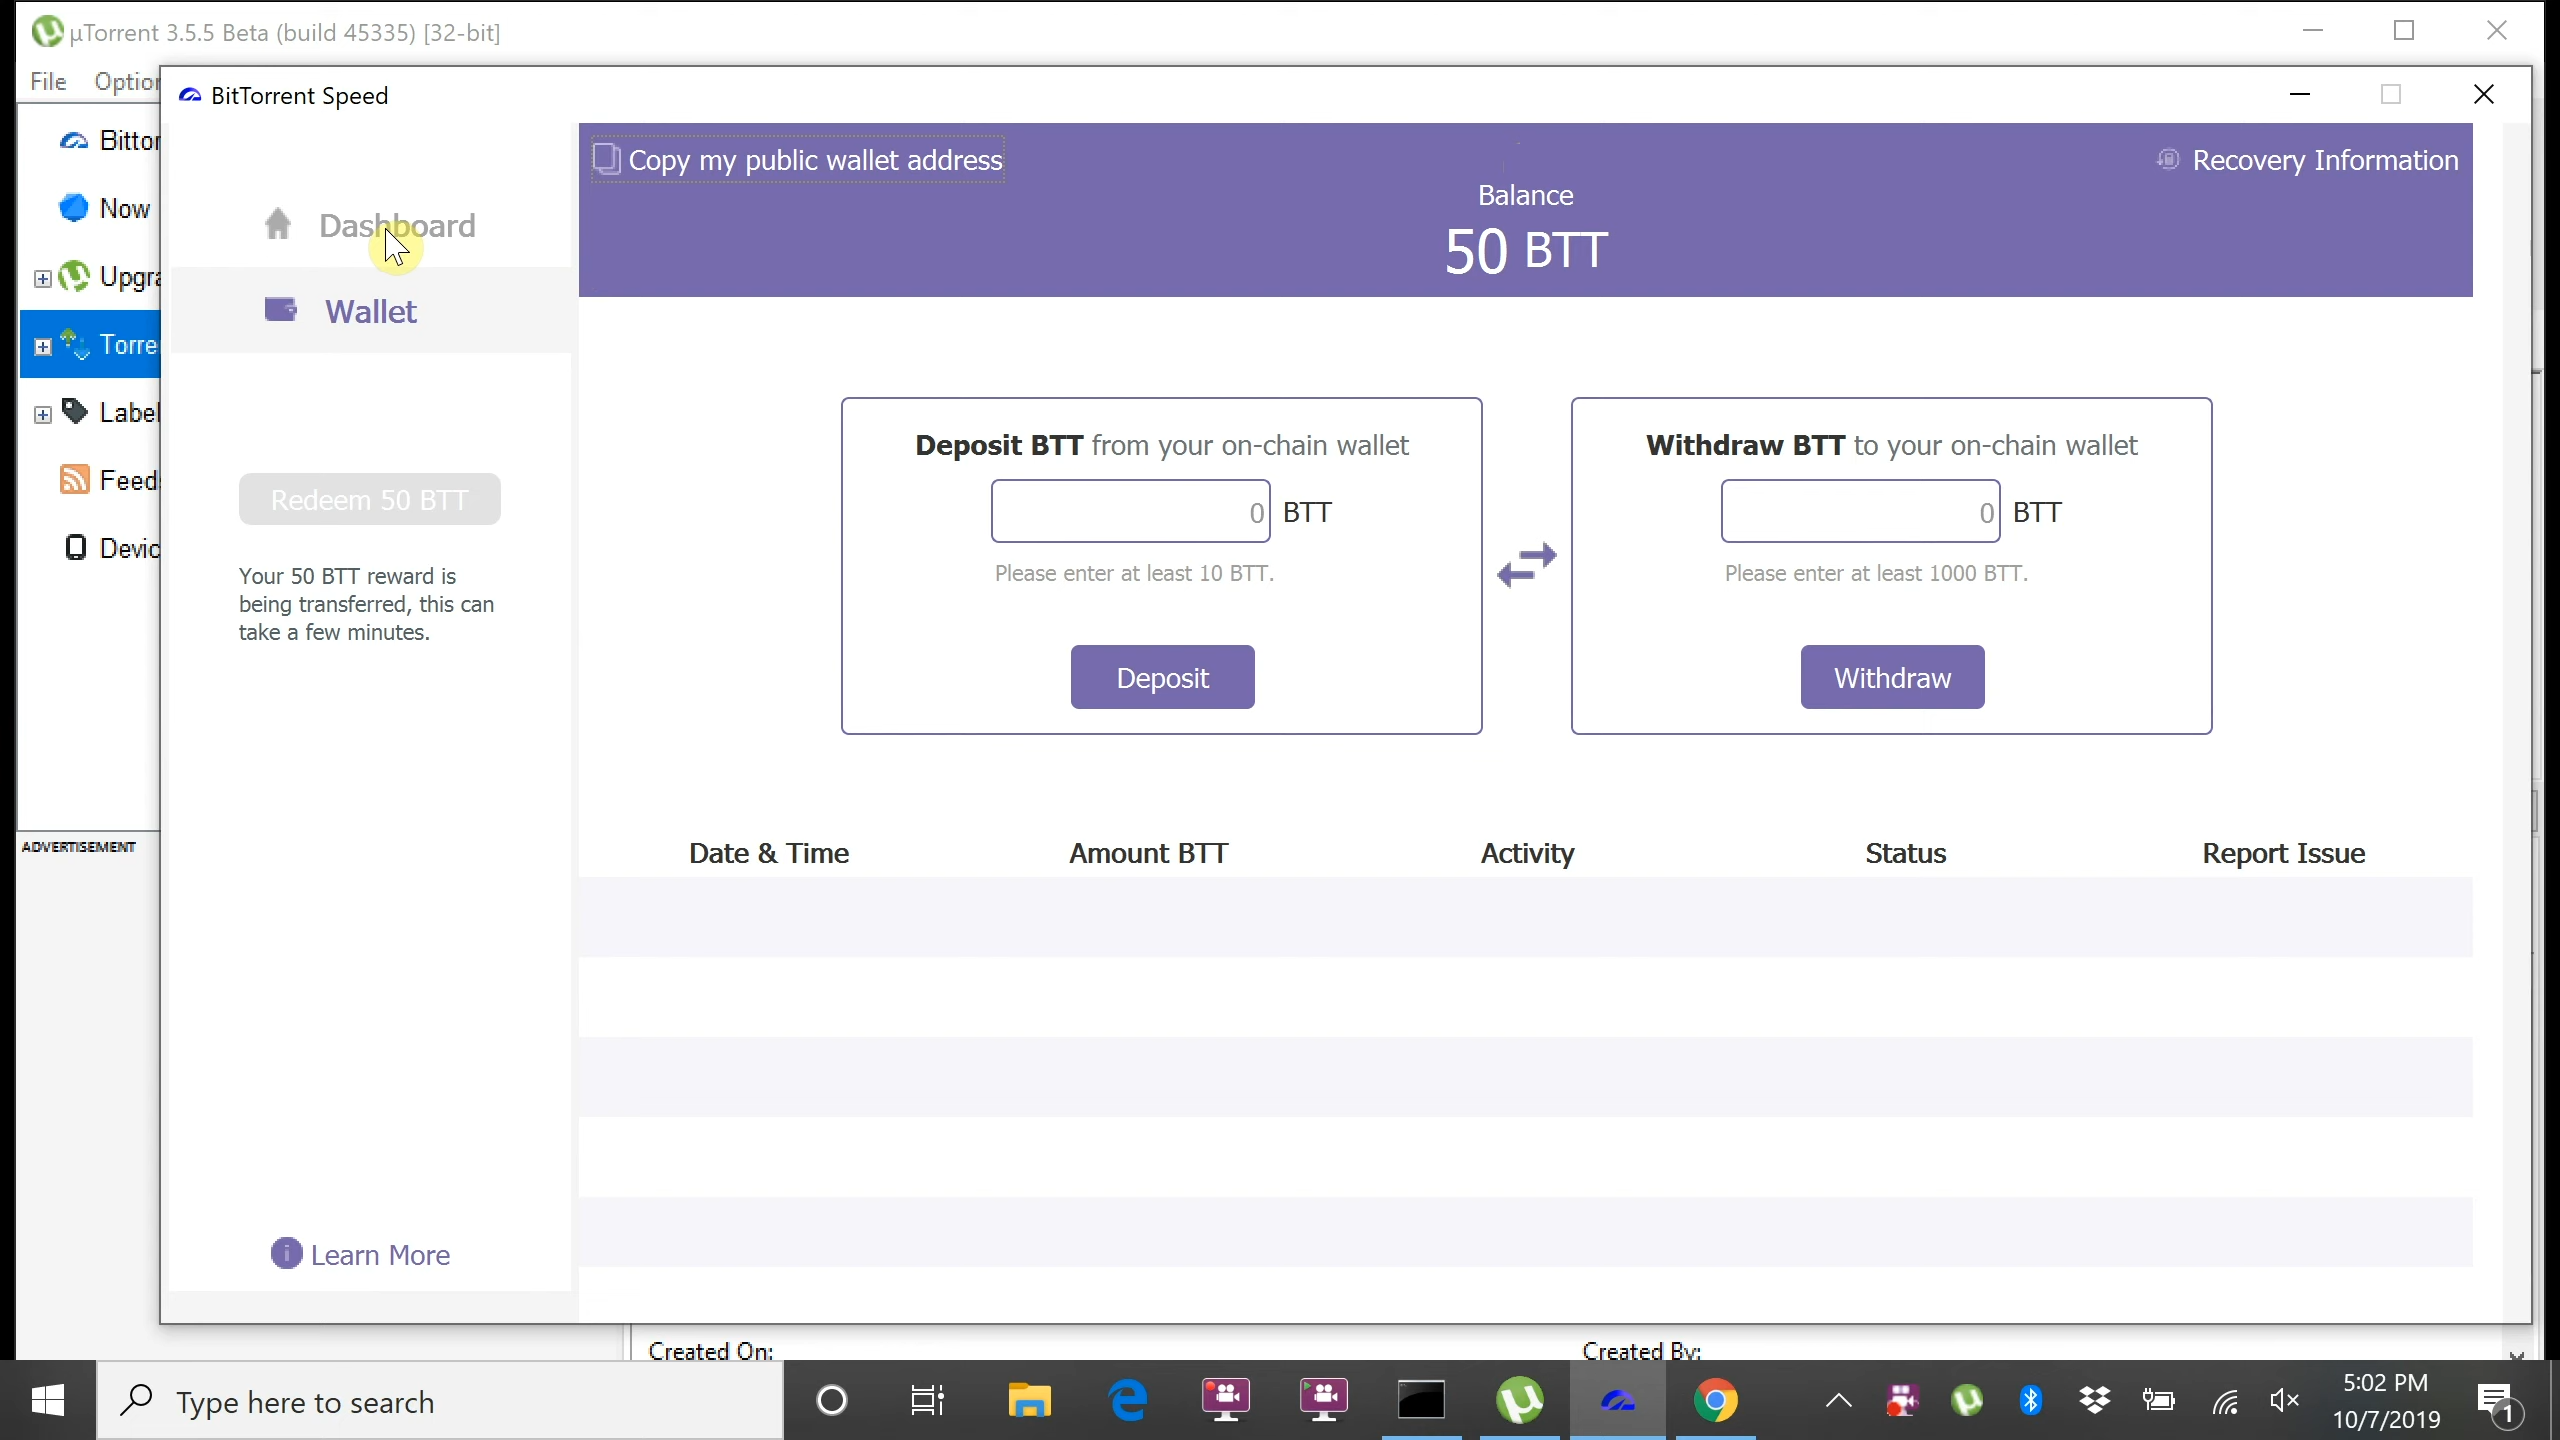 µTorrent 3.5.5 Beta (build 45335) [32-bit]
File Option
BitTorrent Speed
Bittor
Now
Upgra
Torre
Label
Feeds
Devic
ADVERTISEMENT
Dashboard
Wallet
Redeem 50 BTT
Your 50 BTT reward is
being transferred, this can
take a few minutes.
Learn More
Copy my public wallet address
Balance
50 BTT
Recovery Information
Deposit BTT from your on-chain wallet
0 BTT
Please enter at least 10 BTT.
Deposit
Withdraw BTT to your on-chain wallet
0 BTT
Please enter at least 1000 BTT.
Withdraw
Date & Time Amount BTT Activity Status Report Issue
Created On: Created By:
Type here to search
5:02 PM
10/7/2019
1